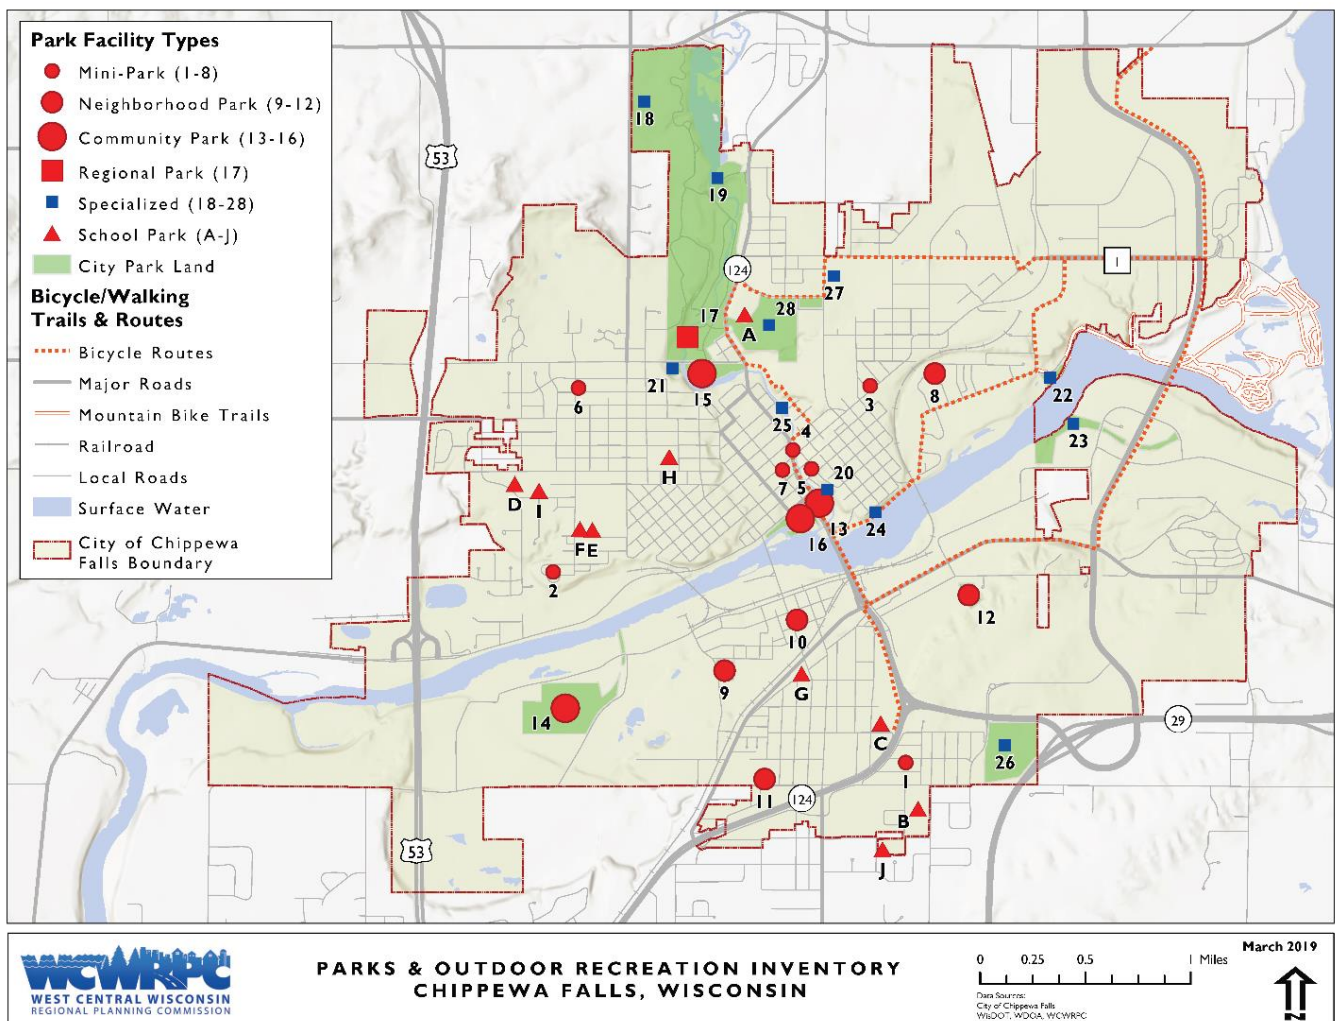 Park Facility Types
Mini-Park (1-8)
Neighborhood Park (9-12)
Community Park (13-16)
Regional Park (17)
Specialized (18-28)
School Park (A-J)
City Park Land
Bicycle/Walking
Trails & Routes
Bicycle Routes
Major Roads
Mountain Bike Trails
Railroad
Local Roads
Surface Water
City of Chippewa
Falls Boundary
53
18
19
124
1
27
17
28
A
21
15
6
3
8
22
25
4
23
H
7
5
20
D
I
13
24
16
F
E
2
12
10
9
G
14
C
29
26
1
11
124
B
53
J
WCWRPC
WEST CENTRAL WISCONSIN
REGIONAL PLANNING COMMISSION
PARKS & OUTDOOR RECREATION INVENTORY
CHIPPEWA FALLS, WISCONSIN
March 2019
0 0.25 0.5 1 Miles
Data Sources:
City of Chippewa Falls
WisDOT, WDOA, WCWRPC
N